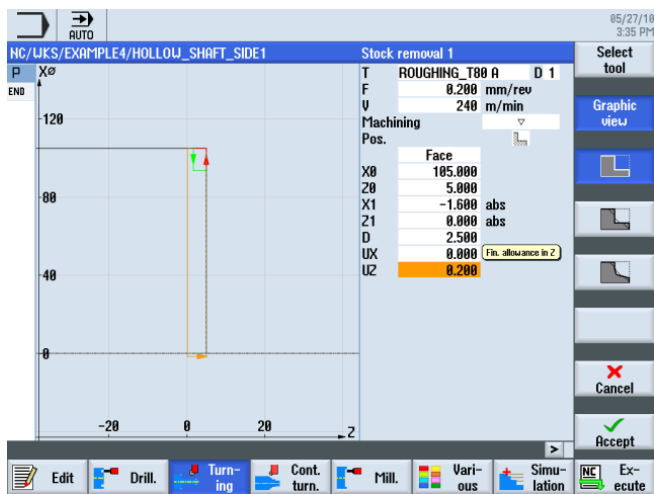 AUTO
05/27/10
3:35 PM
NC/WKS/EXAMPLE4/HOLLOW_SHAFT_SIDE1
Stock removal 1
Select tool
P
END
XØ
120
80
40
0
-20
0
20
Z
T ROUGHING_T80 A D 1
F 0.200 mm/rev
V 240 m/min
Machining ▽
Pos.
Face
X0 105.000
Z0 5.000
X1 -1.600 abs
Z1 0.000 abs
D 2.500
UX 0.000 Fin. allowance in Z
UZ 0.200
Graphic view
Cancel
Accept
>
Edit
Drill.
Turn-
ing
Cont.
turn.
Mill.
Vari-
ous
Simu-
lation
NC Ex-
ecute